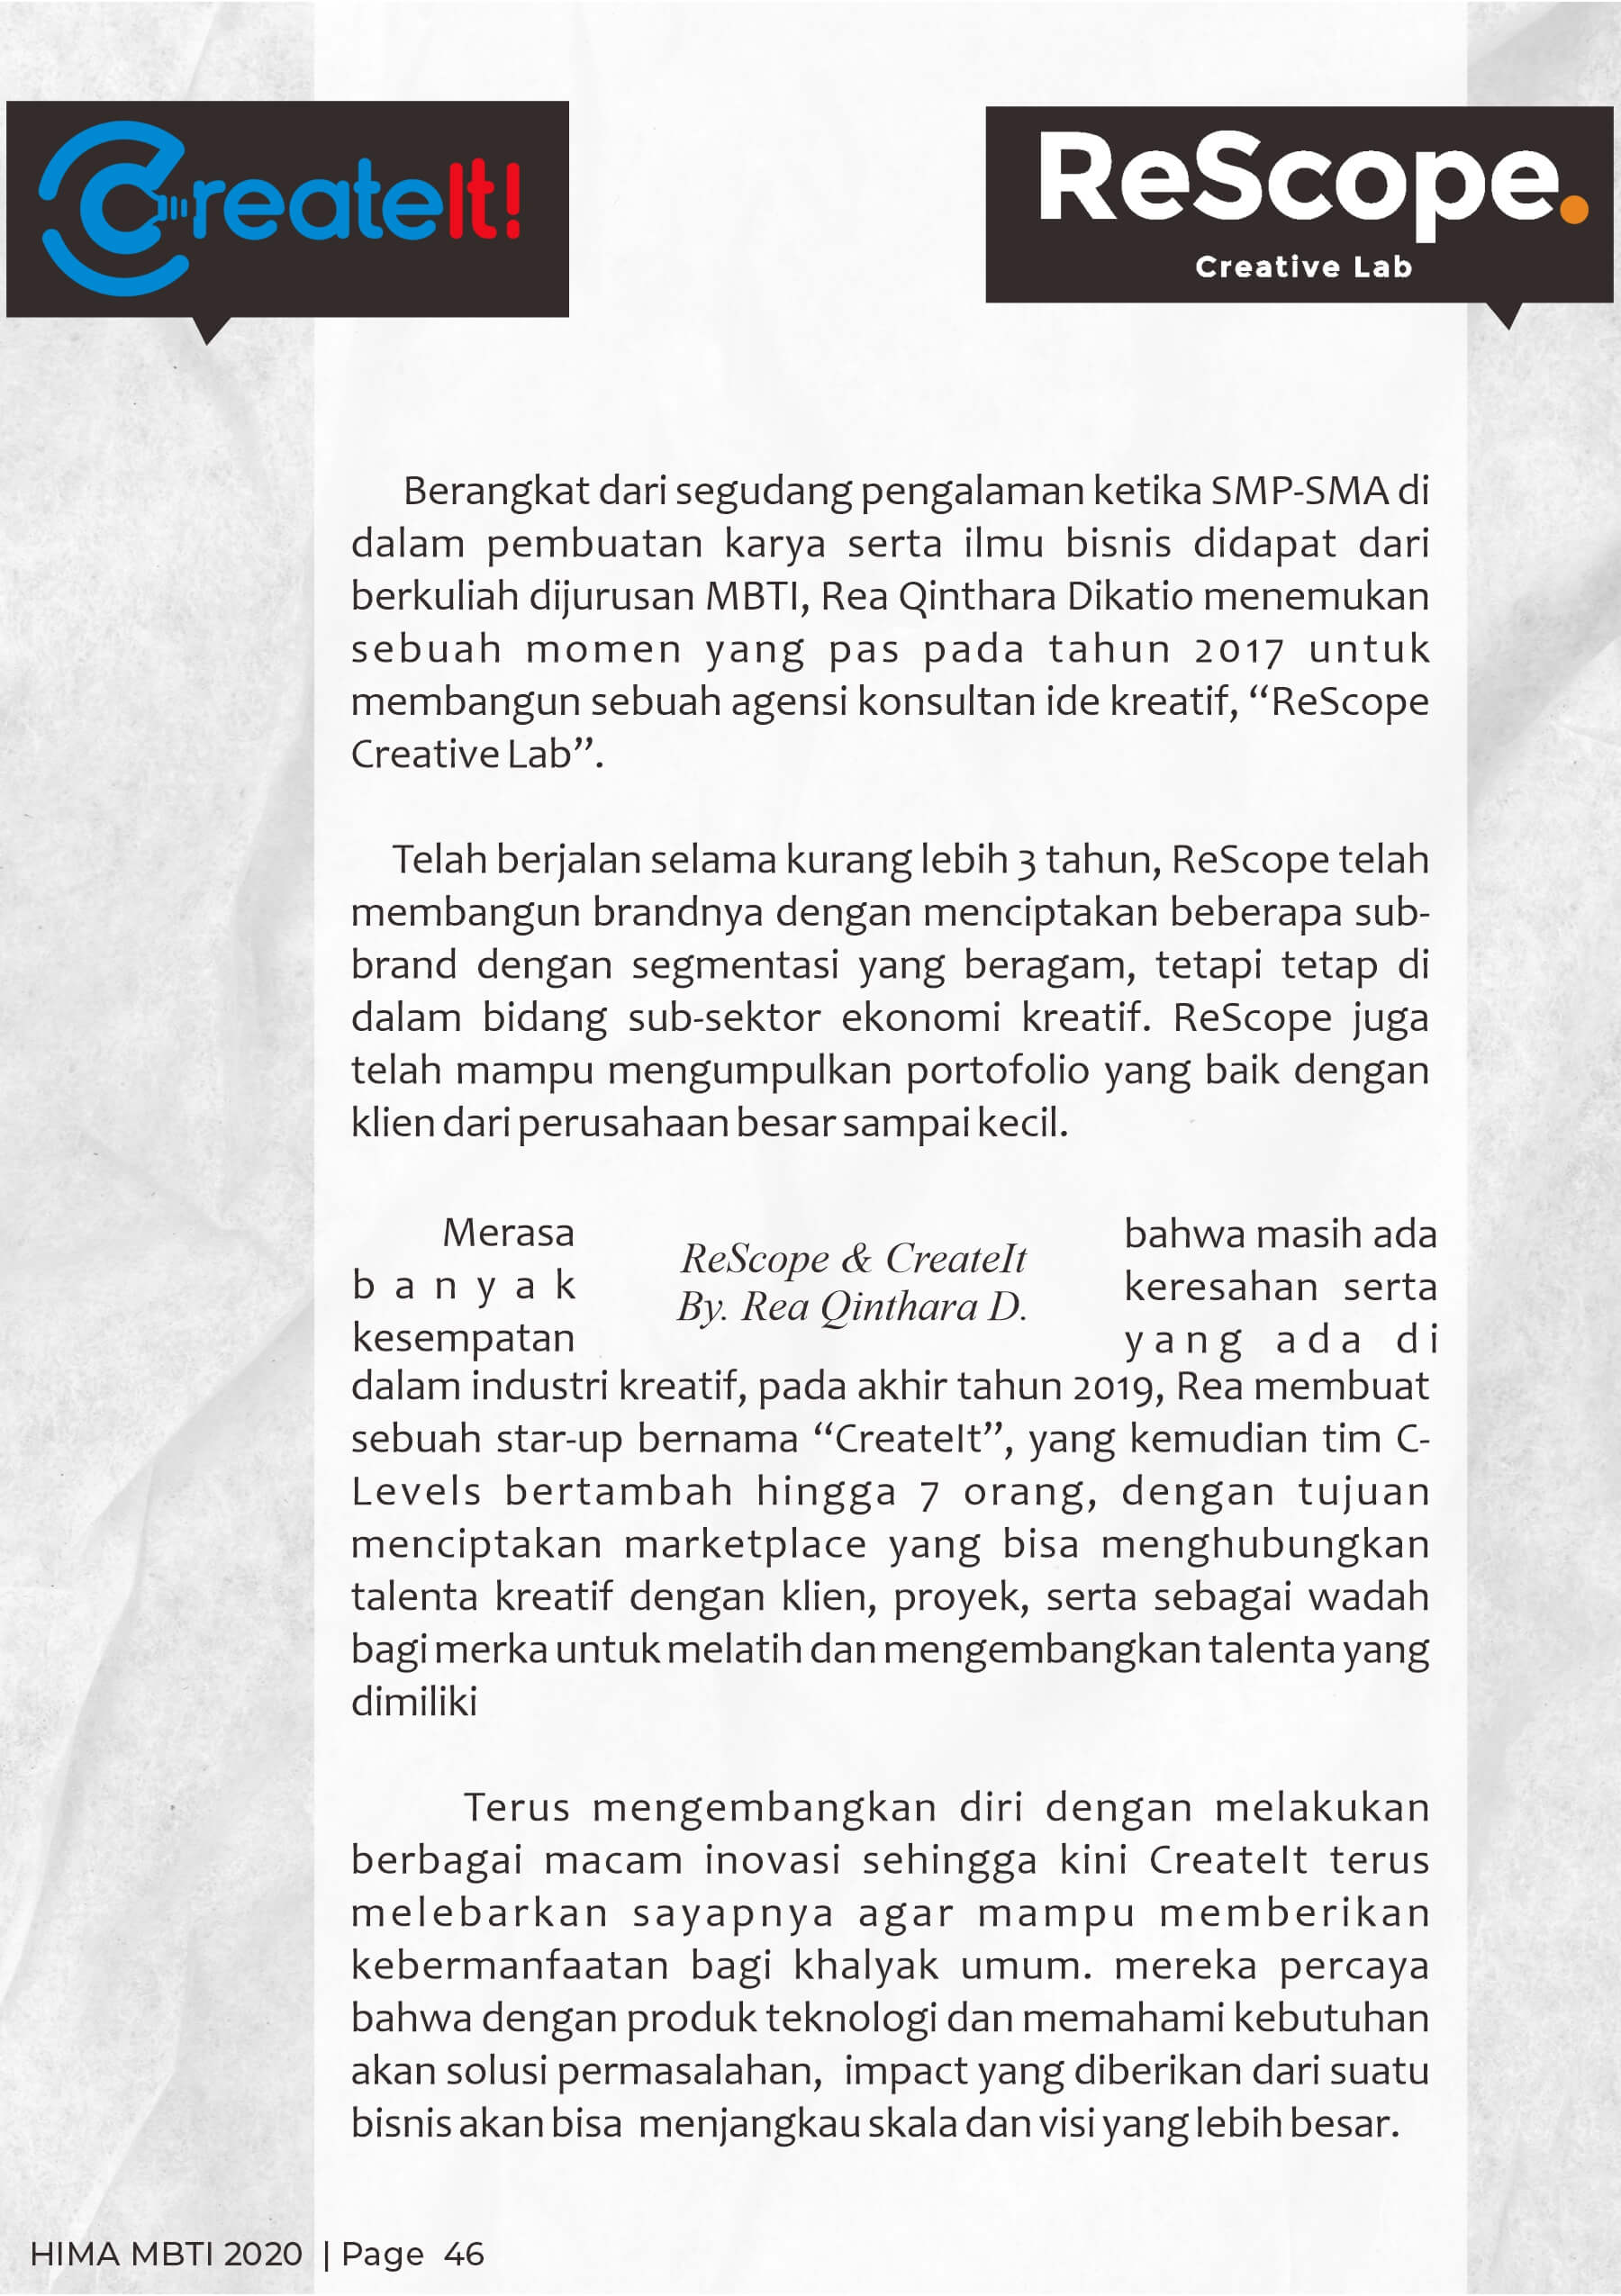 CreateIt!
ReScope.
Creative Lab
Berangkat dari segudang pengalaman ketika SMP-SMA di
dalam pembuatan karya serta ilmu bisnis didapat dari
berkuliah dijurusan MBTI, Rea Qinthara Dikatio menemukan
sebuah momen yang pas pada tahun 2017 untuk
membangun sebuah agensi konsultan ide kreatif, “ReScope
Creative Lab”.
Telah berjalan selama kurang lebih 3 tahun, ReScope telah
membangun brandnya dengan menciptakan beberapa sub-
brand dengan segmentasi yang beragam, tetapi tetap di
dalam bidang sub-sektor ekonomi kreatif. ReScope juga
telah mampu mengumpulkan portofolio yang baik dengan
klien dari perusahaan besar sampai kecil.
Merasa bahwa masih ada
banyak keresahan serta
kesempatan yang ada di
ReScope & CreateIt
By. Rea Qinthara D.
dalam industri kreatif, pada akhir tahun 2019, Rea membuat
sebuah star-up bernama “CreateIt”, yang kemudian tim C-
Levels bertambah hingga 7 orang, dengan tujuan
menciptakan marketplace yang bisa menghubungkan
talenta kreatif dengan klien, proyek, serta sebagai wadah
bagi merka untuk melatih dan mengembangkan talenta yang
dimiliki
Terus mengembangkan diri dengan melakukan
berbagai macam inovasi sehingga kini CreateIt terus
melebarkan sayapnya agar mampu memberikan
kebermanfaatan bagi khalyak umum. mereka percaya
bahwa dengan produk teknologi dan memahami kebutuhan
akan solusi permasalahan, impact yang diberikan dari suatu
bisnis akan bisa menjangkau skala dan visi yang lebih besar.
HIMA MBTI 2020 | Page 46